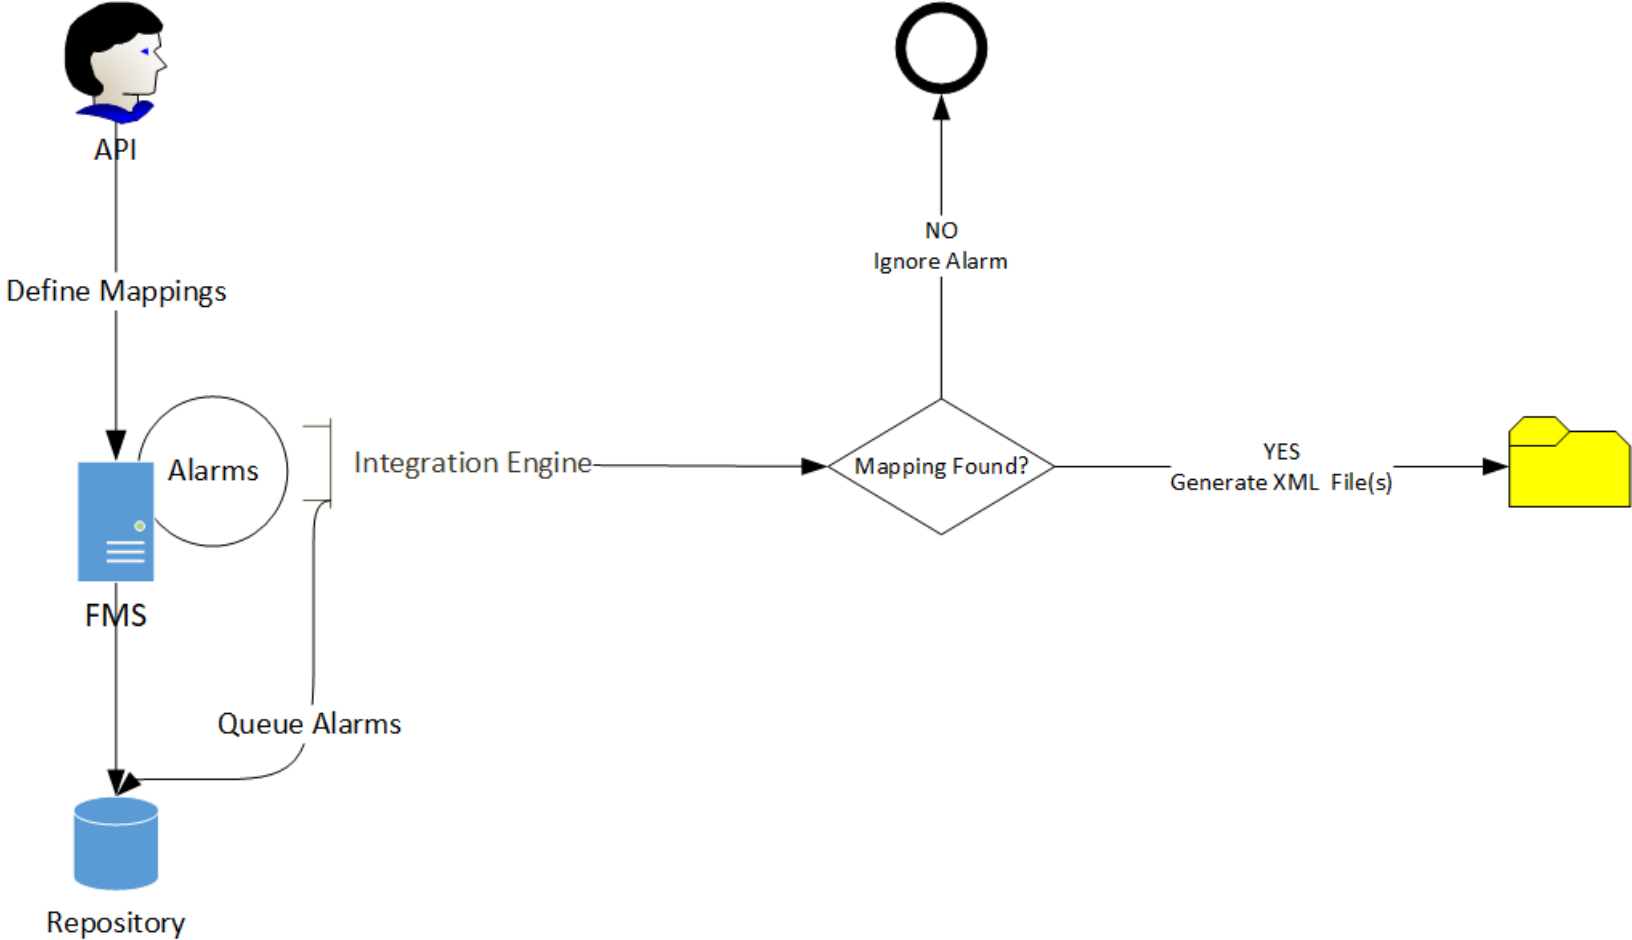 API
Define Mappings
Alarms
Integration Engine
FMS
Queue Alarms
Repository
Mapping Found?
NO
Ignore Alarm
YES
Generate XML File(s)